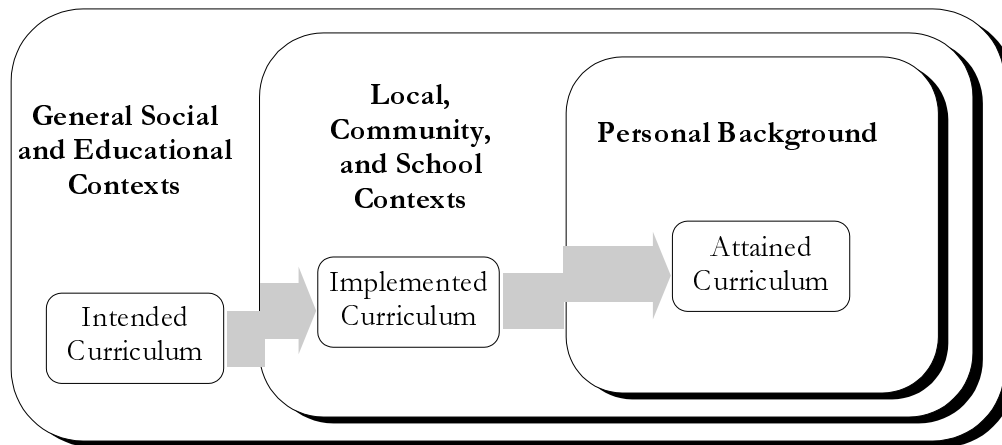 General Social
and Educational
Contexts
Local,
Community,
and School
Contexts
Personal Background
Intended
Curriculum
Implemented
Curriculum
Attained
Curriculum